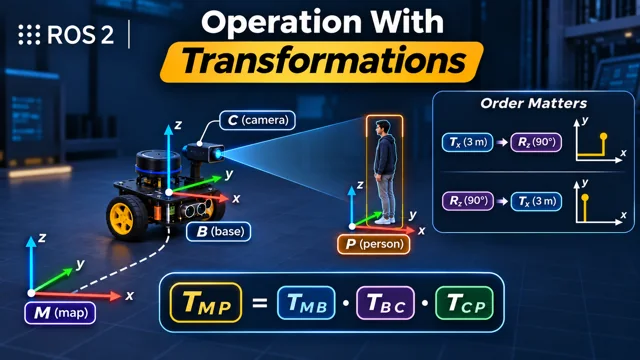 ROS 2
Operation With
Transformations
C (camera)
z
y
x
B (base)
z
y
x
P (person)
z
y
x
M (map)
Order Matters
Tx (3 m) → Rz (90°)
y
x
Rz (90°) → Tx (3 m)
y
x
TMP = TMB · TBC · TCP